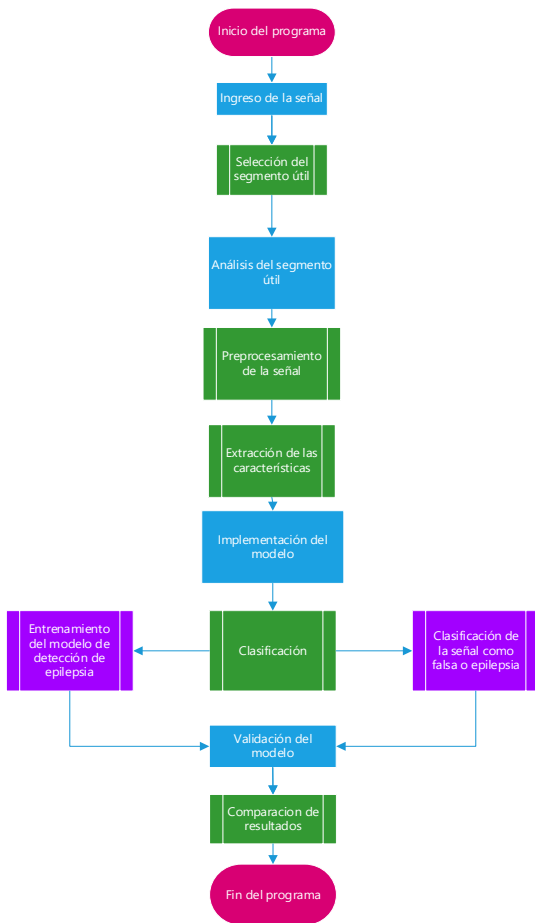 Inicio del programa
Ingreso de la señal
Selección del
segmento útil
Análisis del segmento
útil
Preprocesamiento
de la señal
Extracción de las
características
Implementación del
modelo
Entrenamiento
del modelo de
detección de
epilepsia
Clasificación
Clasificación de
la señal como
falsa o epilepsia
Validación del
modelo
Comparacion de
resultados
Fin del programa